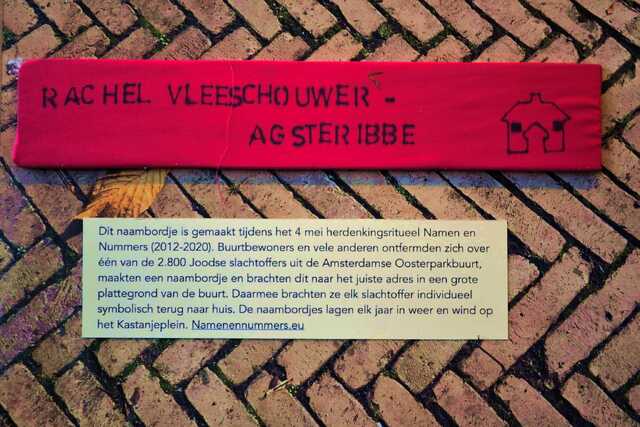 RACHEL VLEESCHOUWER -
AGSTERIBBE
Dit naambordje is gemaakt tijdens het 4 mei herdenkingsritueel Namen en
Nummers (2012-2020). Buurtbewoners en vele anderen ontfermden zich over
één van de 2.800 Joodse slachtoffers uit de Amsterdamse Oosterparkbuurt,
maakten een naambordje en brachten dit naar het juiste adres in een grote
plattegrond van de buurt. Daarmee brachten ze elk slachtoffer individueel
symbolisch terug naar huis. De naambordjes lagen elk jaar in weer en wind op
het Kastanjeplein. Namenennummers.eu